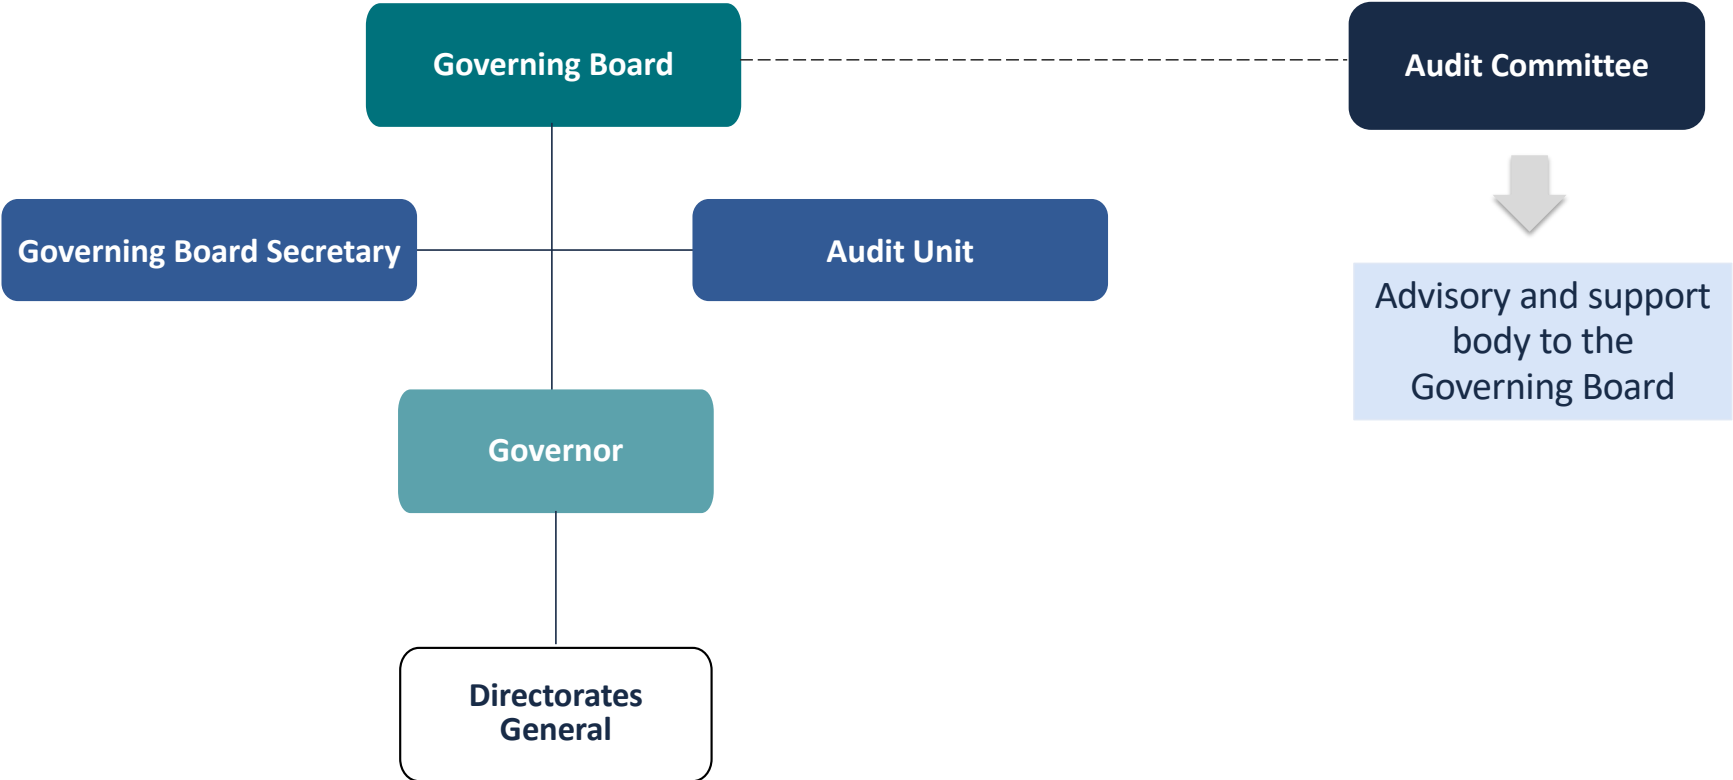 Governing Board
Audit Committee
Governing Board Secretary
Audit Unit
Advisory and support
body to the
Governing Board
Governor
Directorates
General